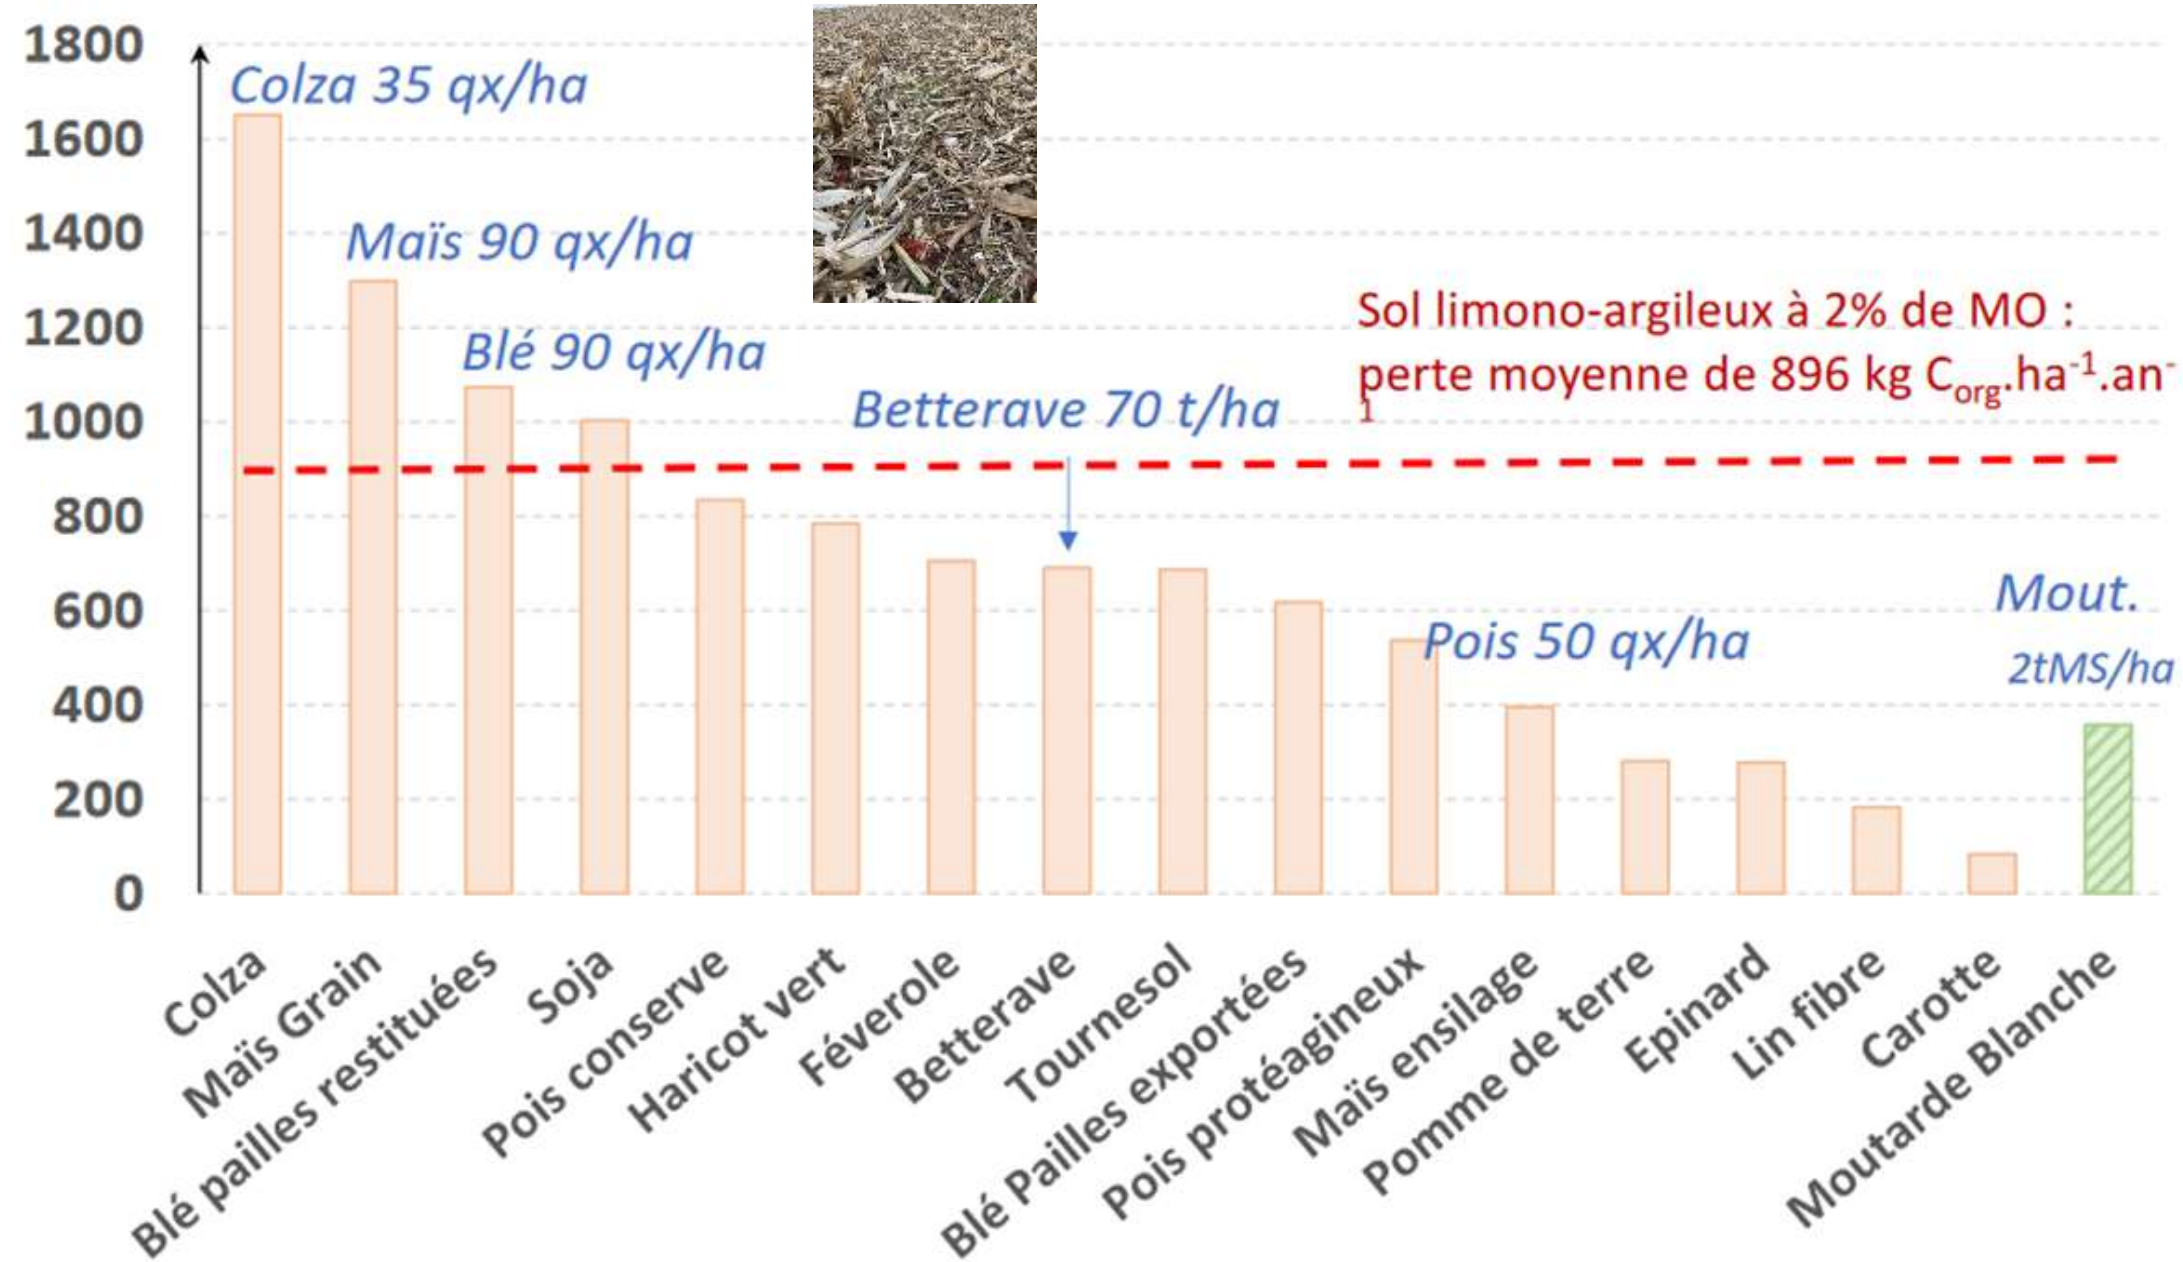 1800
1600
1400
1200
1000
800
600
400
200
0
Colza 35 qx/ha
Maïs 90 qx/ha
Blé 90 qx/ha
Betterave 70 t/ha
Sol limono-argileux à 2% de MO :
perte moyenne de 896 kg Corg.ha-1.an-
1
Pois 50 qx/ha
Mout.
2tMS/ha
Colza
Maïs Grain
Blé pailles restituées
Soja
Pois conserve
Haricot vert
Féverole
Betterave
Tournesol
Blé Pailles exportées
Pois protéagineux
Maïs ensilage
Pomme de terre
Epinard
Lin fibre
Carotte
Moutarde Blanche